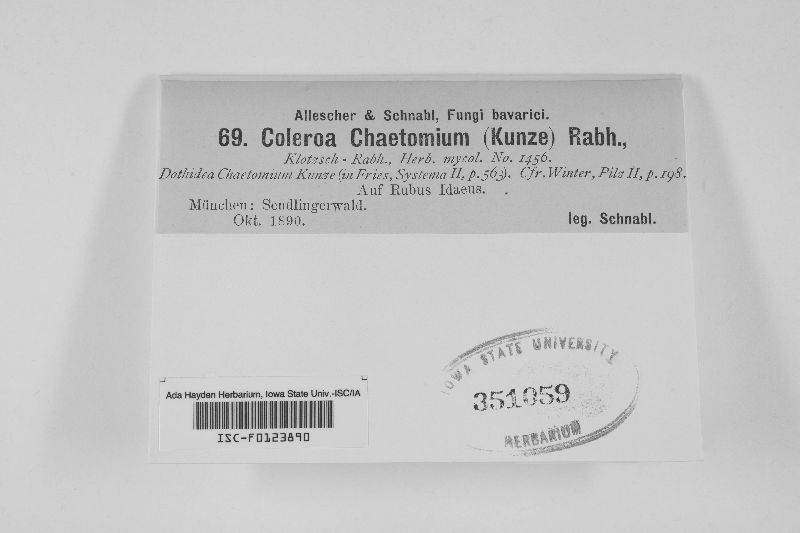 Allescher & Schnabl, Fungi bavarici.
69. Coleroa Chaetomium (Kunze) Rabh.,
Klotzsch - Rabh., Herb. mycol. No. 1456.
Dothidea Chaetomium Kunze (in Fries, Systema II, p. 563). Cfr. Winter, Pilz II, p. 198.
Auf Rubus Idaeus.
München: Sendlingerwald.
Okt. 1890.
leg. Schnabl.
IOWA STATE UNIVERSITY
351059
HERBARIUM
Ada Hayden Herbarium, Iowa State Univ.-ISC/IA
ISC-F0123890